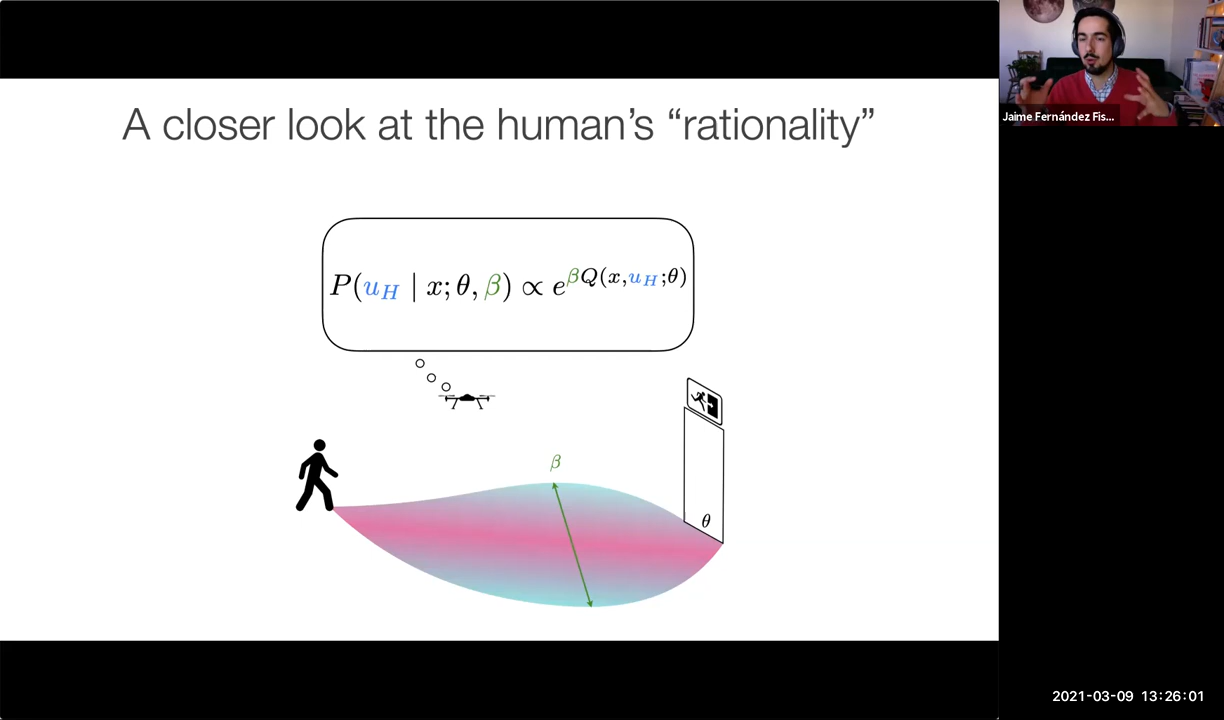 A closer look at the human's “rationality”
P(u_H | x; θ, β) ∝ e^{βQ(x,u_H;θ)}
β
θ
Jaime Fernández Fis...
2021-03-09 13:26:01